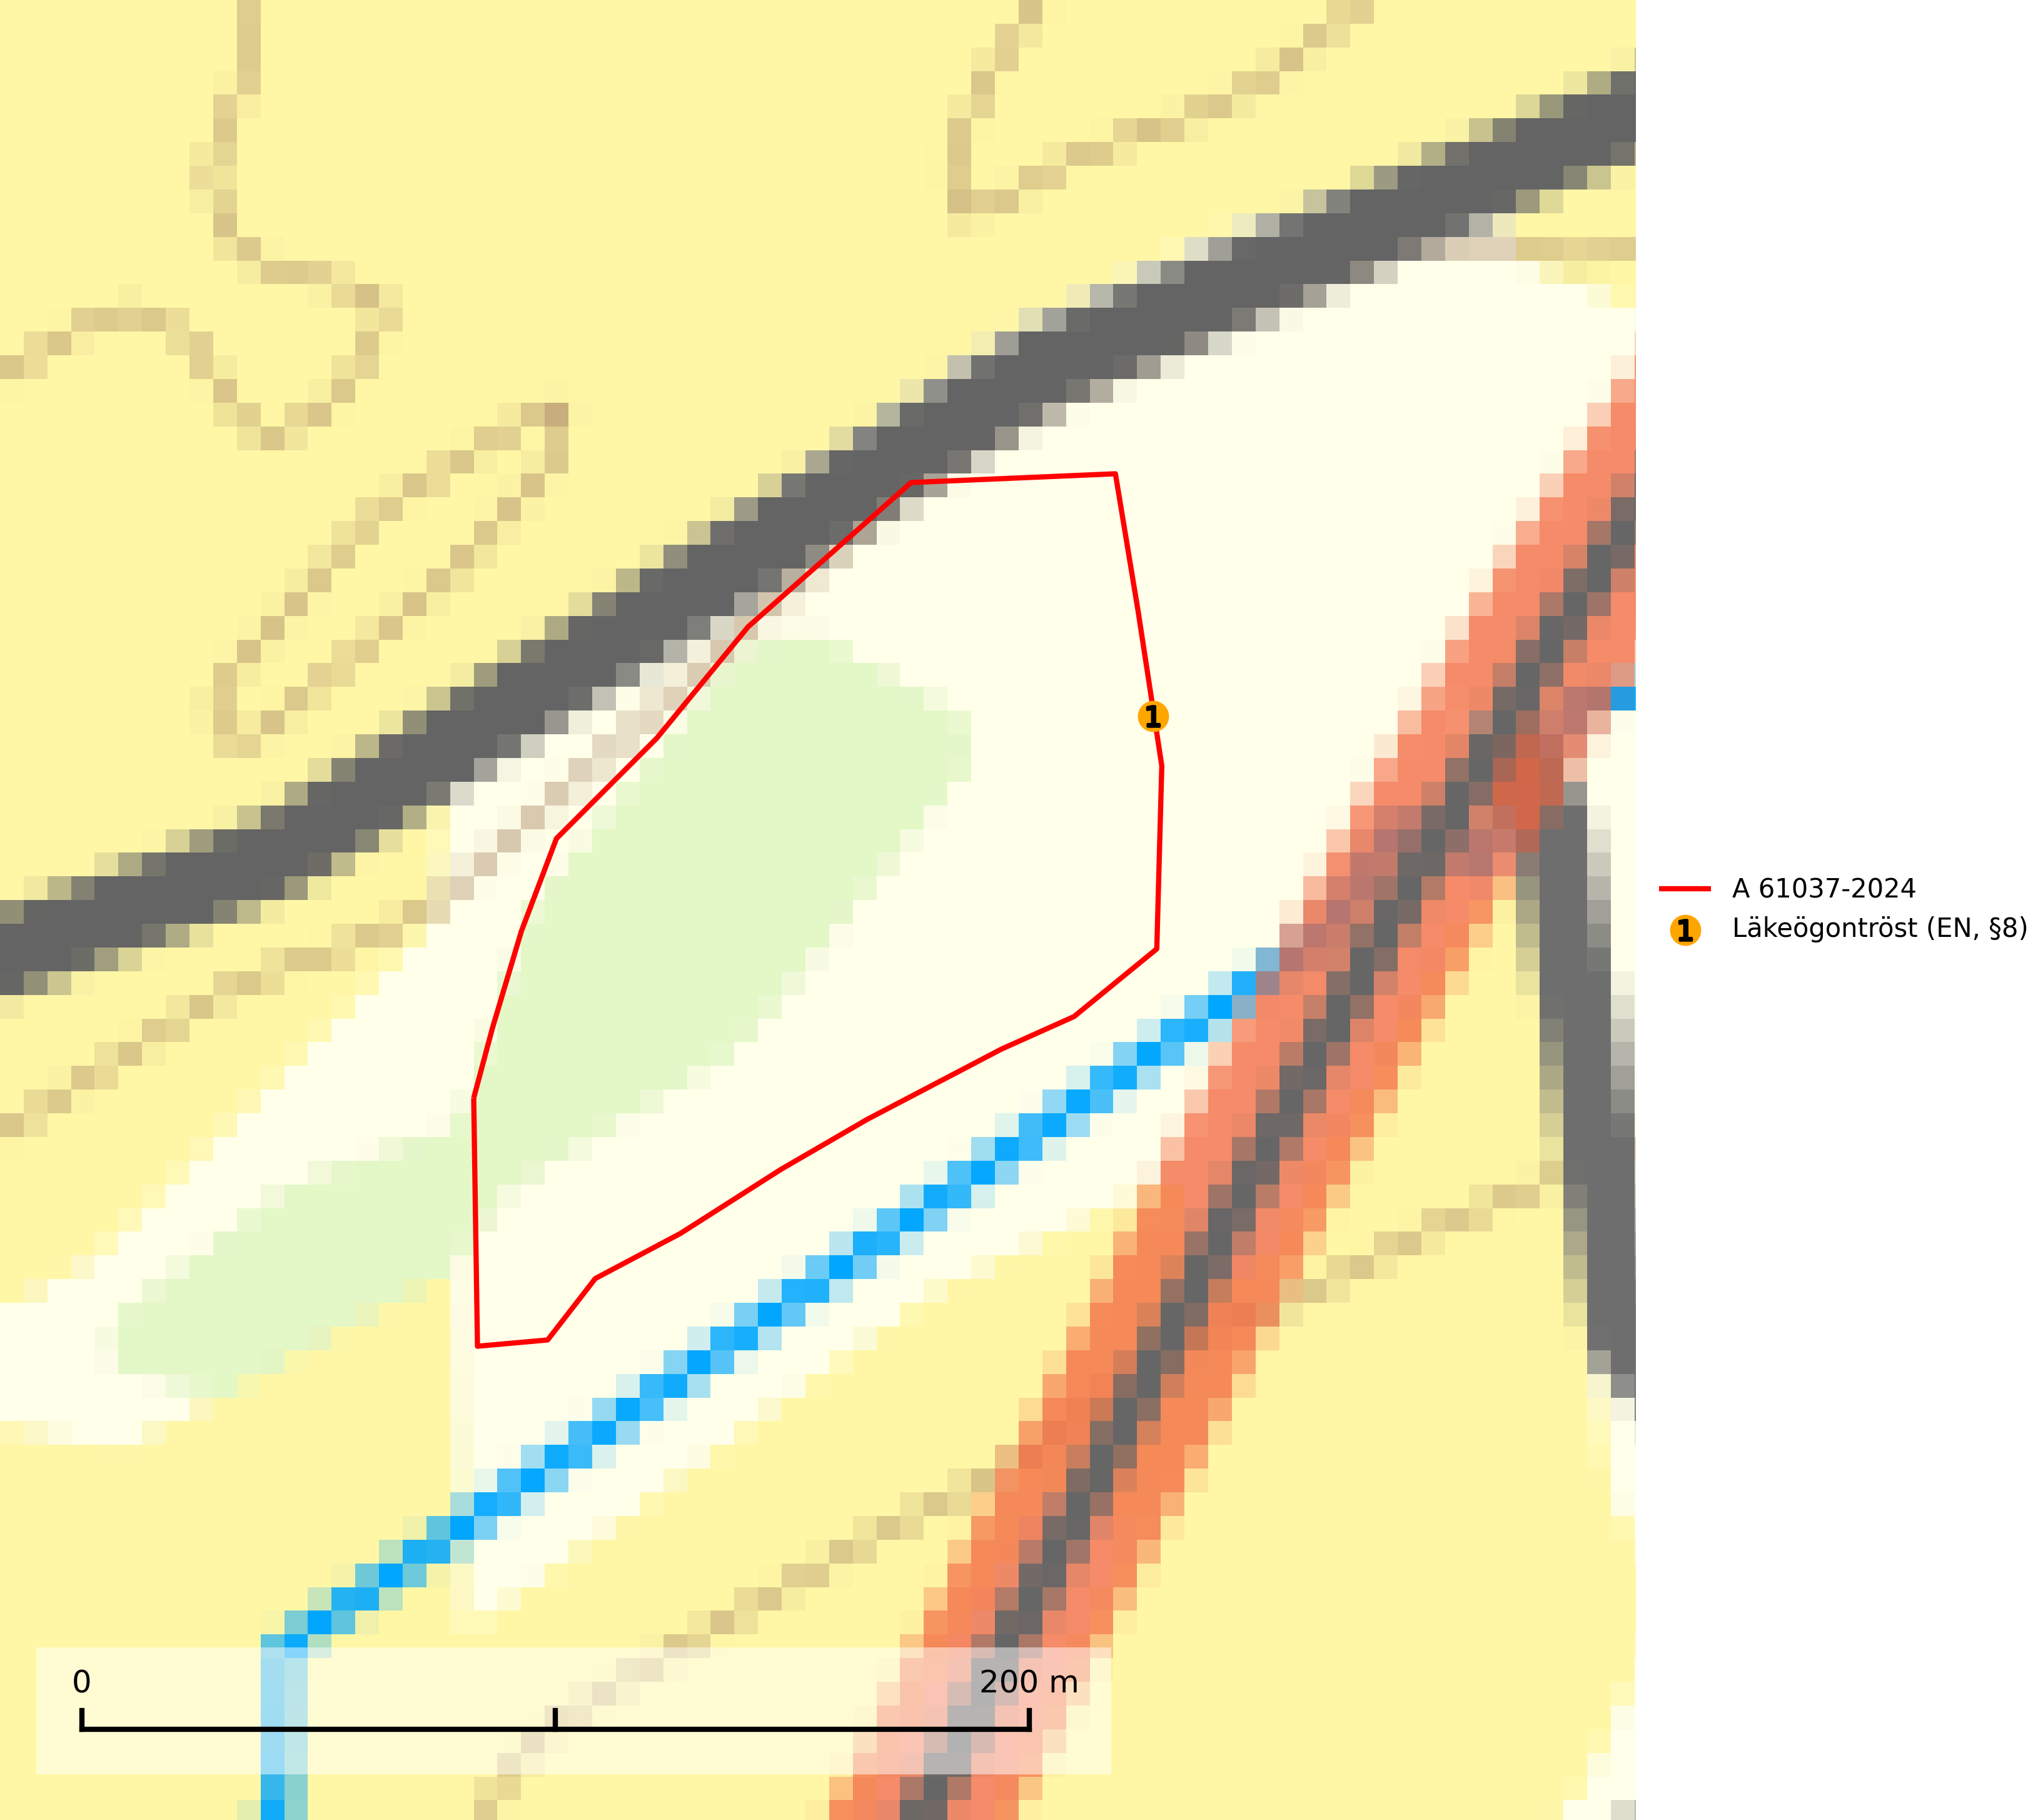 1
A 61037-2024
1 Läkeögontröst (EN, §8)
0 200 m